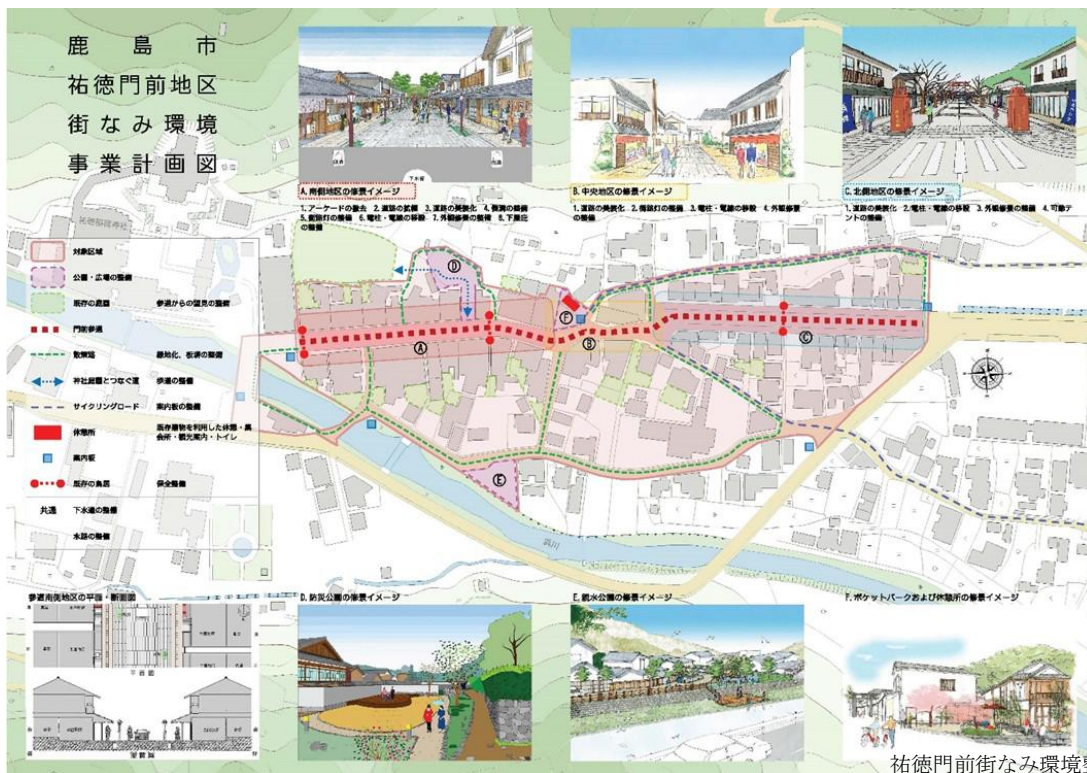 鹿島市
祐徳門前地区
街なみ環境
事業計画図
A. 南側地区の修景イメージ
1. アーケードの撤去 2. 道路の拡幅 3. 道路の美装化 4. 側溝の整備
5. 街路灯の整備 6. 電柱・電線の移設 7. 外観修景の整備 8. 下屋庇
の整備
B. 中央地区の修景イメージ
1. 道路の美装化 2. 街路灯の整備 3. 電柱・電線の移設 4. 外観修景
の整備
C. 北側地区の修景イメージ
1. 道路の美装化 2. 電柱・電線の移設 3. 外観修景の整備 4. 可動テ
ントの整備
祐徳稲荷神社
対象区域
公園・広場の整備
既存の庭園 参道からの望見の整備
門前参道
散策路 緑地化、板塀の整備
神社庭園とつなぐ道 歩道の整備
サイクリングロード 案内板の整備
休憩所 既存建物を利用した休憩・集
会所・観光案内・トイレ
案内板
既存の鳥居 保全整備
共通 下水道の整備
水路の整備
A
B
C
D
E
F
浜川
参道南側地区の平面・断面図
平面図
断面図
D. 防災公園の修景イメージ
E. 親水公園の修景イメージ
F. ポケットパークおよび休憩所の修景イメージ
祐徳門前街なみ環境